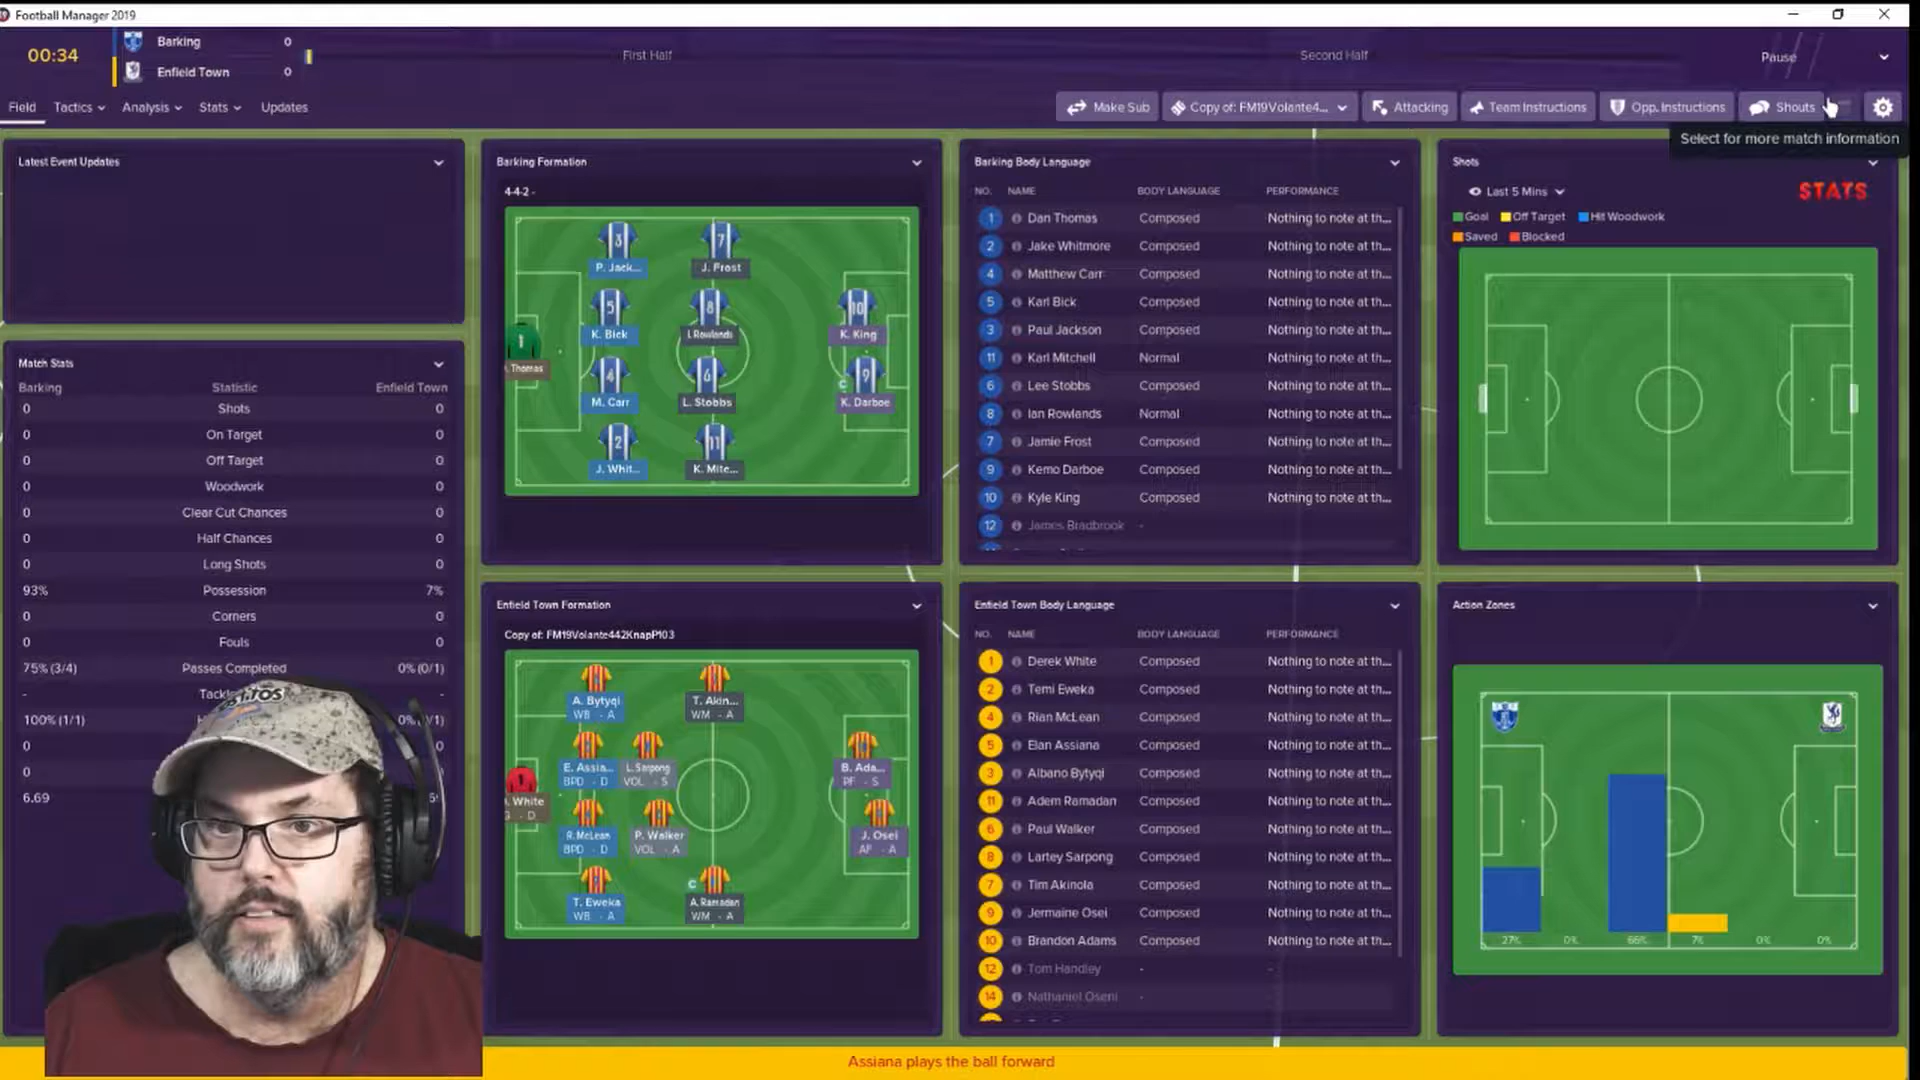 Football Manager 2019
00:34
Barking 0
Enfield Town 0
First Half
Second Half
Pause
Field
Tactics
Analysis
Stats
Updates
Make Sub
Copy of: FM19Volante4...
Attacking
Team Instructions
Opp. Instructions
Shouts
Select for more match information
Latest Event Updates
Match Stats
Barking Statistic Enfield Town
0 Shots 0
0 On Target 0
0 Off Target 0
0 Woodwork 0
0 Clear Cut Chances 0
0 Half Chances 0
0 Long Shots 0
93% Possession 7%
0 Corners 0
0 Fouls 0
75% (3/4) Passes Completed 0% (0/1)
- -
100% (1/1)
0
0
6.69
Barking Formation
4-4-2 -
3
P. Jack...
7
J. Frost
5
K. Bick
8
I. Rowlands
10
K. King
1
. Thomas
4
M. Carr
6
L. Stobbs
C 9
K. Darboe
2
J. Whit...
11
K. Mitc...
Enfield Town Formation
Copy of: FM19Volante442KnapP103
A. Bytyqi
WB - A
T. Akin...
WM - A
E. Assia...
BPD - D
L. Sarpong
VOL - S
B. Ada...
PF - S
1
. White
- D
R. McLean
BPD - D
P. Walker
VOL - A
J. Osei
AF - A
T. Eweka
WB - A
C
A. Ramadan
WM - A
Barking Body Language
NO. NAME BODY LANGUAGE PERFORMANCE
1 Dan Thomas Composed Nothing to note at th...
2 Jake Whitmore Composed Nothing to note at th...
4 Matthew Carr Composed Nothing to note at th...
5 Karl Bick Composed Nothing to note at th...
3 Paul Jackson Composed Nothing to note at th...
11 Karl Mitchell Normal Nothing to note at th...
6 Lee Stobbs Composed Nothing to note at th...
8 Ian Rowlands Normal Nothing to note at th...
7 Jamie Frost Composed Nothing to note at th...
9 Kemo Darboe Composed Nothing to note at th...
10 Kyle King Composed Nothing to note at th...
12 James Bradbrook -
Enfield Town Body Language
NO. NAME BODY LANGUAGE PERFORMANCE
1 Derek White Composed Nothing to note at th...
2 Temi Eweka Composed Nothing to note at th...
4 Rian McLean Composed Nothing to note at th...
5 Elan Assiana Composed Nothing to note at th...
3 Albano Bytyqi Composed Nothing to note at th...
11 Adem Ramadan Composed Nothing to note at th...
6 Paul Walker Composed Nothing to note at th...
8 Lartey Sarpong Composed Nothing to note at th...
7 Tim Akinola Composed Nothing to note at th...
9 Jermaine Osei Composed Nothing to note at th...
10 Brandon Adams Composed Nothing to note at th...
12 Tom Handley - -
14 Nathaniel Oseni - -
Shots
Last 5 Mins
STATS
Goal Off Target Hit Woodwork
Saved Blocked
Action Zones
27% 0% 66% 7% 0% 0%
Assiana plays the ball forward